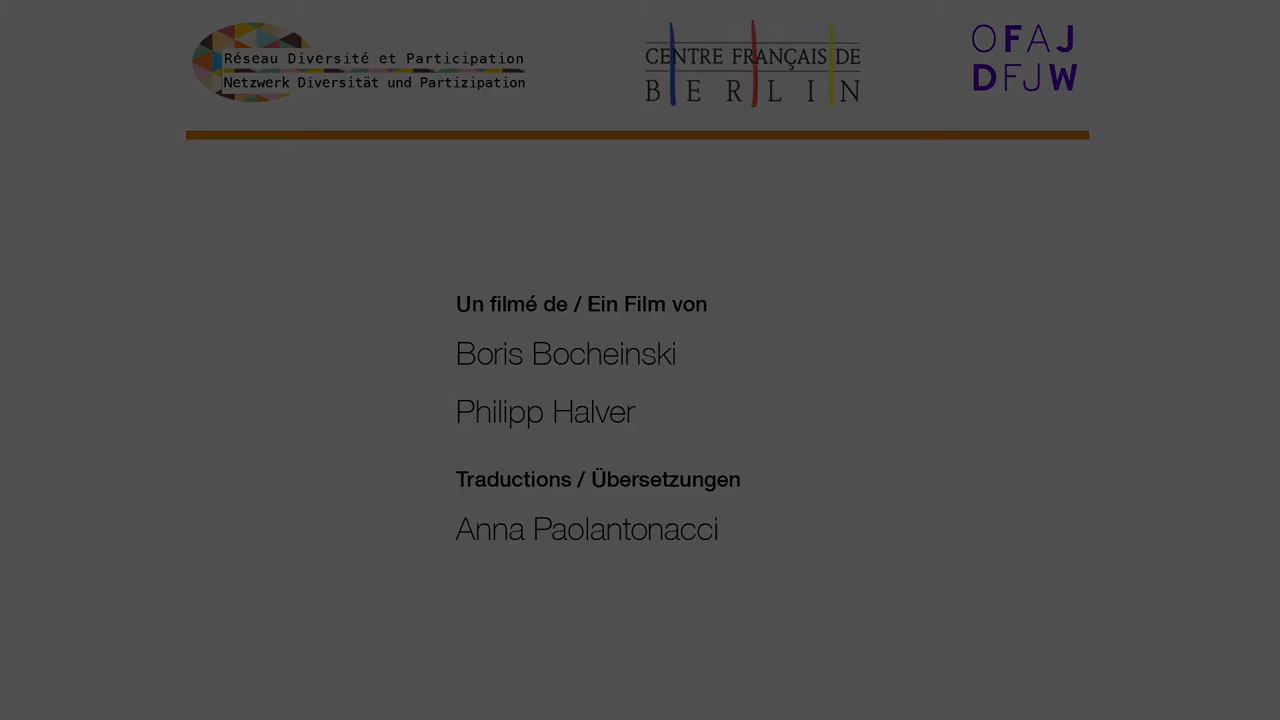 Réseau Diversité et Participation
Netzwerk Diversität und Partizipation
CENTRE FRANÇAIS DE
BERLIN
OFAJ
DFJW
Un filmé de / Ein Film von
Boris Bocheinski
Philipp Halver
Traductions / Übersetzungen
Anna Paolantonacci